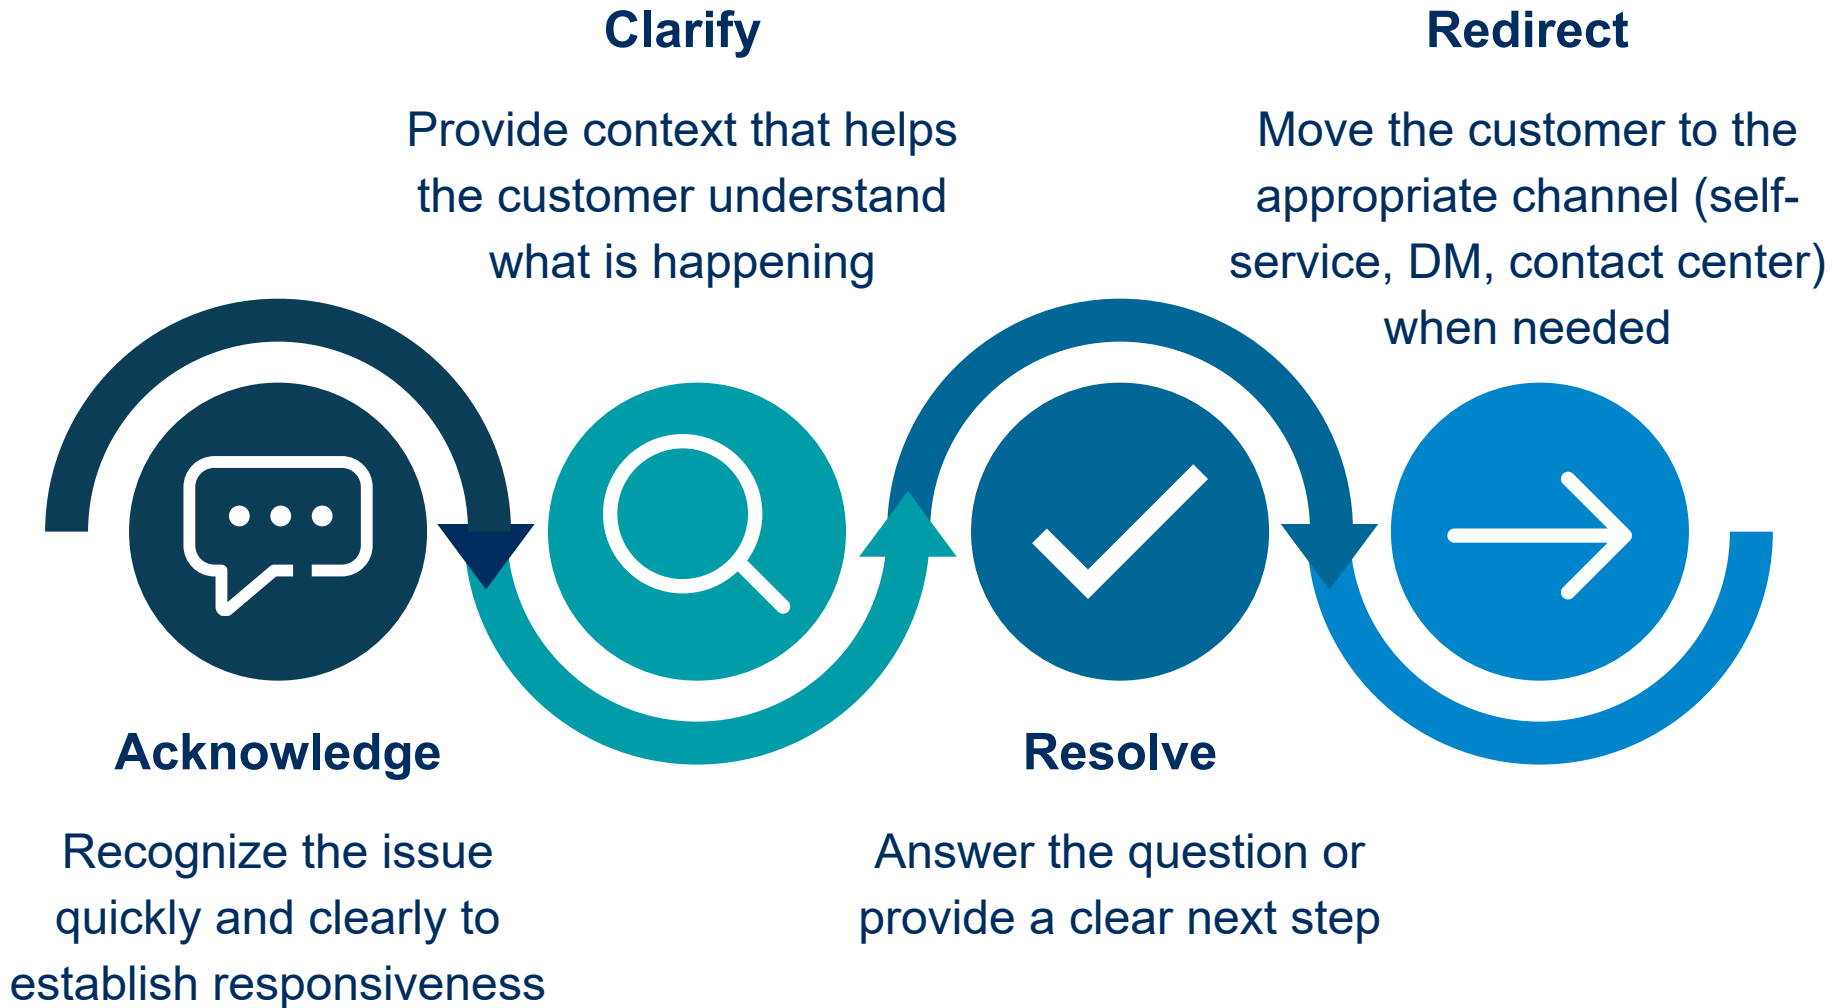 Clarify
Provide context that helps
the customer understand
what is happening
Redirect
Move the customer to the
appropriate channel (self-
service, DM, contact center)
when needed
Acknowledge
Recognize the issue
quickly and clearly to
establish responsiveness
Resolve
Answer the question or
provide a clear next step